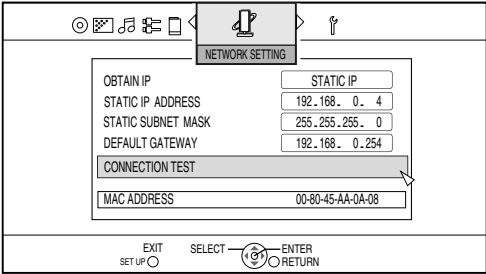 NETWORK SETTING
OBTAIN IP STATIC IP
STATIC IP ADDRESS 192.168. 0. 4
STATIC SUBNET MASK 255.255.255. 0
DEFAULT GATEWAY 192.168. 0.254
CONNECTION TEST
MAC ADDRESS 00-80-45-AA-0A-08
EXIT SELECT ENTER
SET UP RETURN